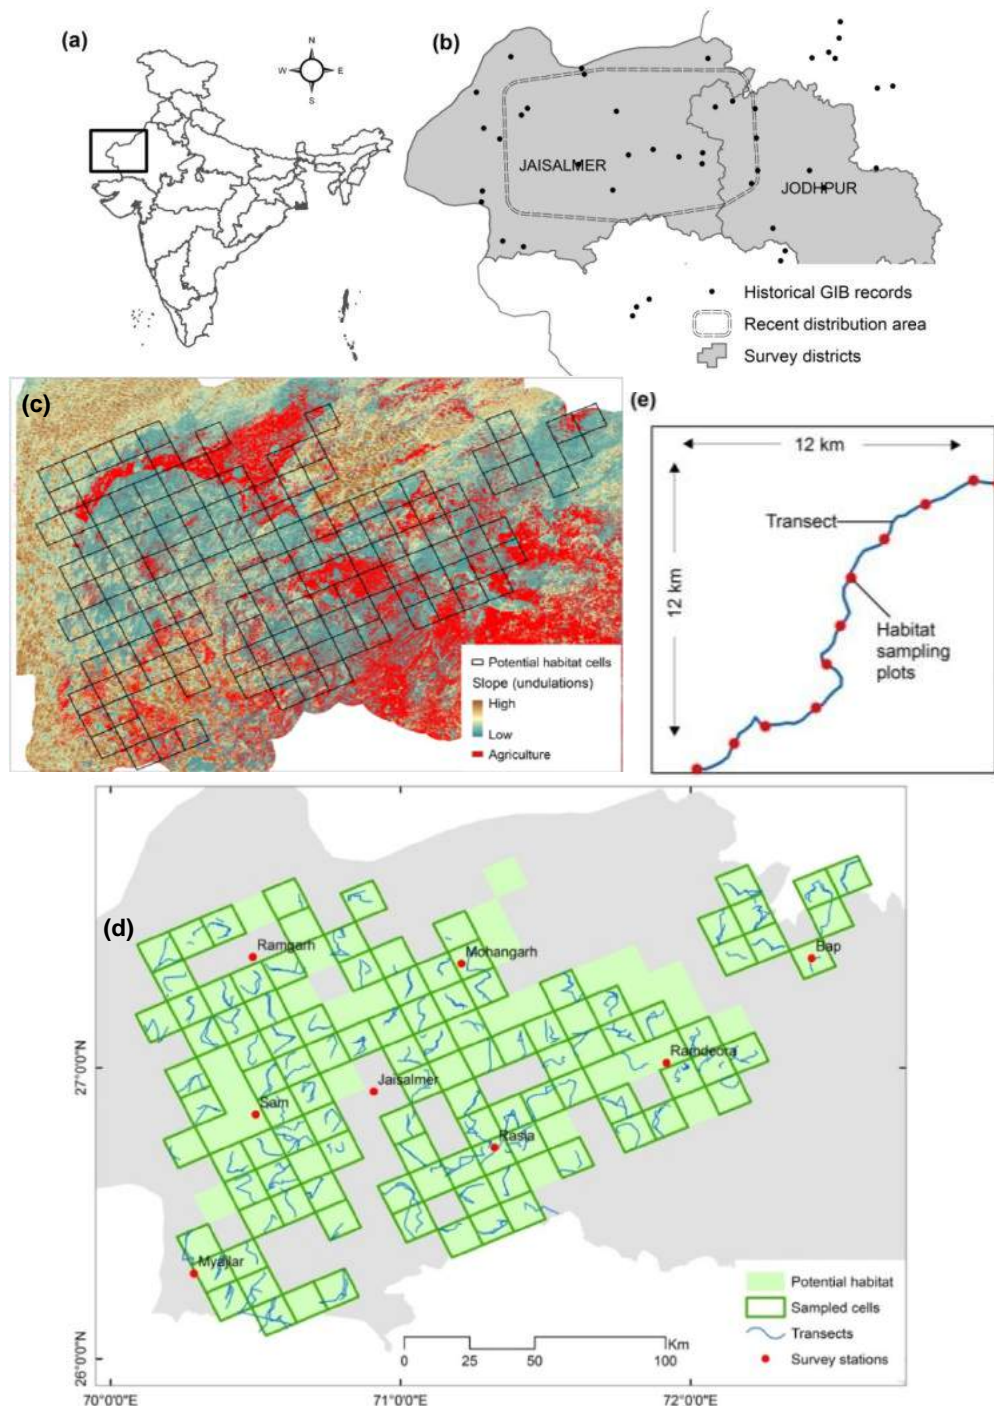 (a)
N
W
E
S
(b)
JAISALMER
JODHPUR
Historical GIB records
Recent distribution area
Survey districts
(c)
Potential habitat cells
Slope (undulations)
High
Low
Agriculture
(e)
12 km
Transect
12 km
Habitat
sampling
plots
(d)
Ramgarh
Mohangarh
Bap
Ramdeora
Jaisalmer
Sam
Rasla
Myajlar
27°0'0"N
26°0'0"N
Potential habitat
Sampled cells
Transects
Survey stations
Km
0 25 50 100
70°0'0"E 71°0'0"E 72°0'0"E